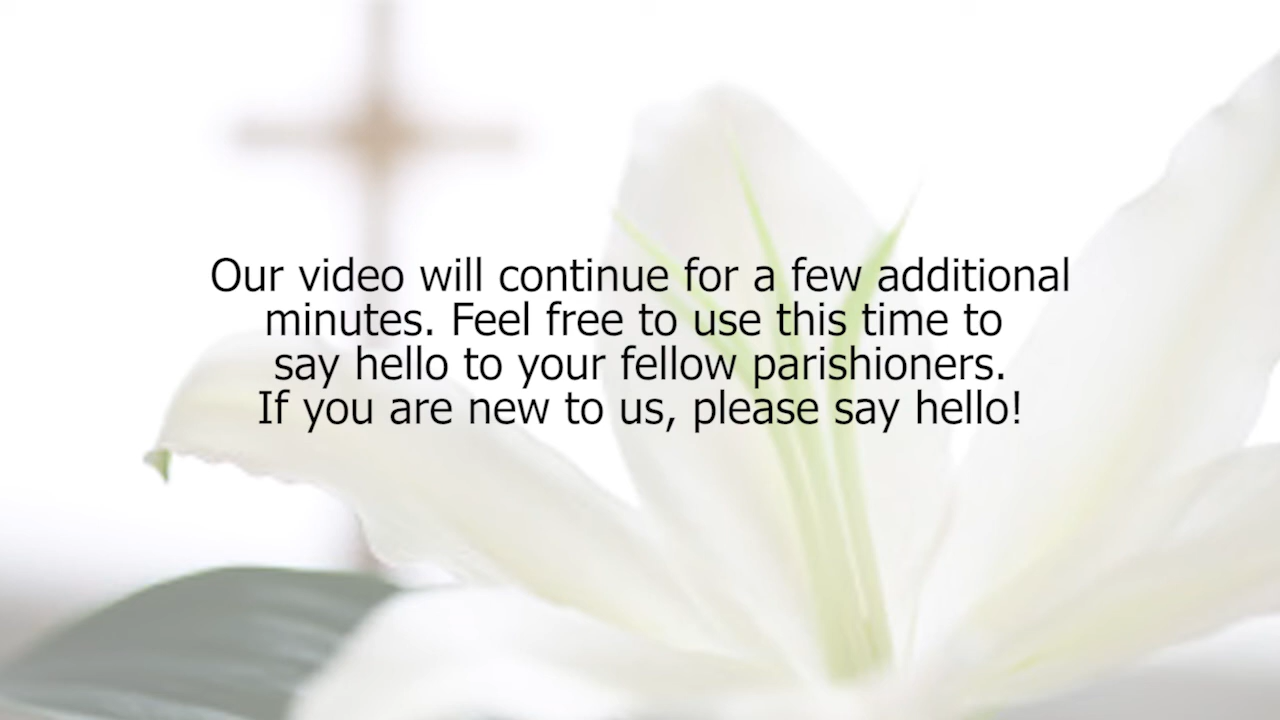 Our video will continue for a few additional
minutes. Feel free to use this time to
say hello to your fellow parishioners.
If you are new to us, please say hello!